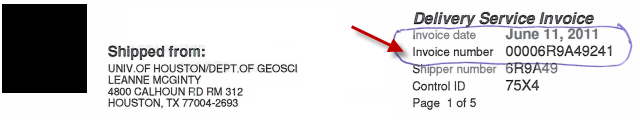 Delivery Service Invoice
Invoice date June 11, 2011
Invoice number 00006R9A49241
Shipper number 6R9A49
Control ID 75X4
Page 1 of 5
Shipped from:
UNIV.OF HOUSTON/DEPT.OF GEOSCI
LEANNE MCGINTY
4800 CALHOUN RD RM 312
HOUSTON, TX 77004-2693